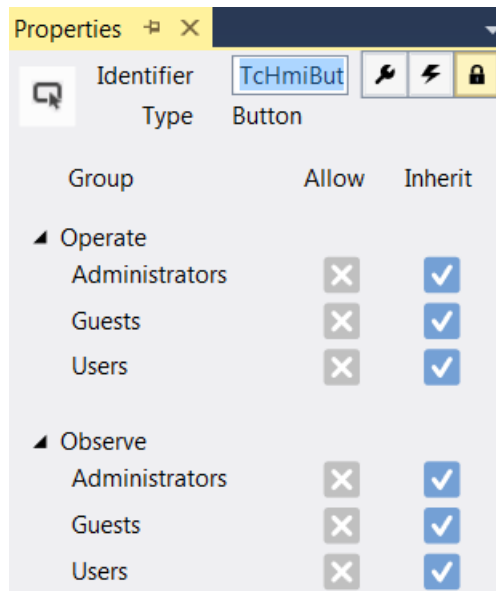 Properties
Identifier TcHmiBut
Type Button
Group Allow Inherit
Operate
Administrators
Guests
Users
Observe
Administrators
Guests
Users